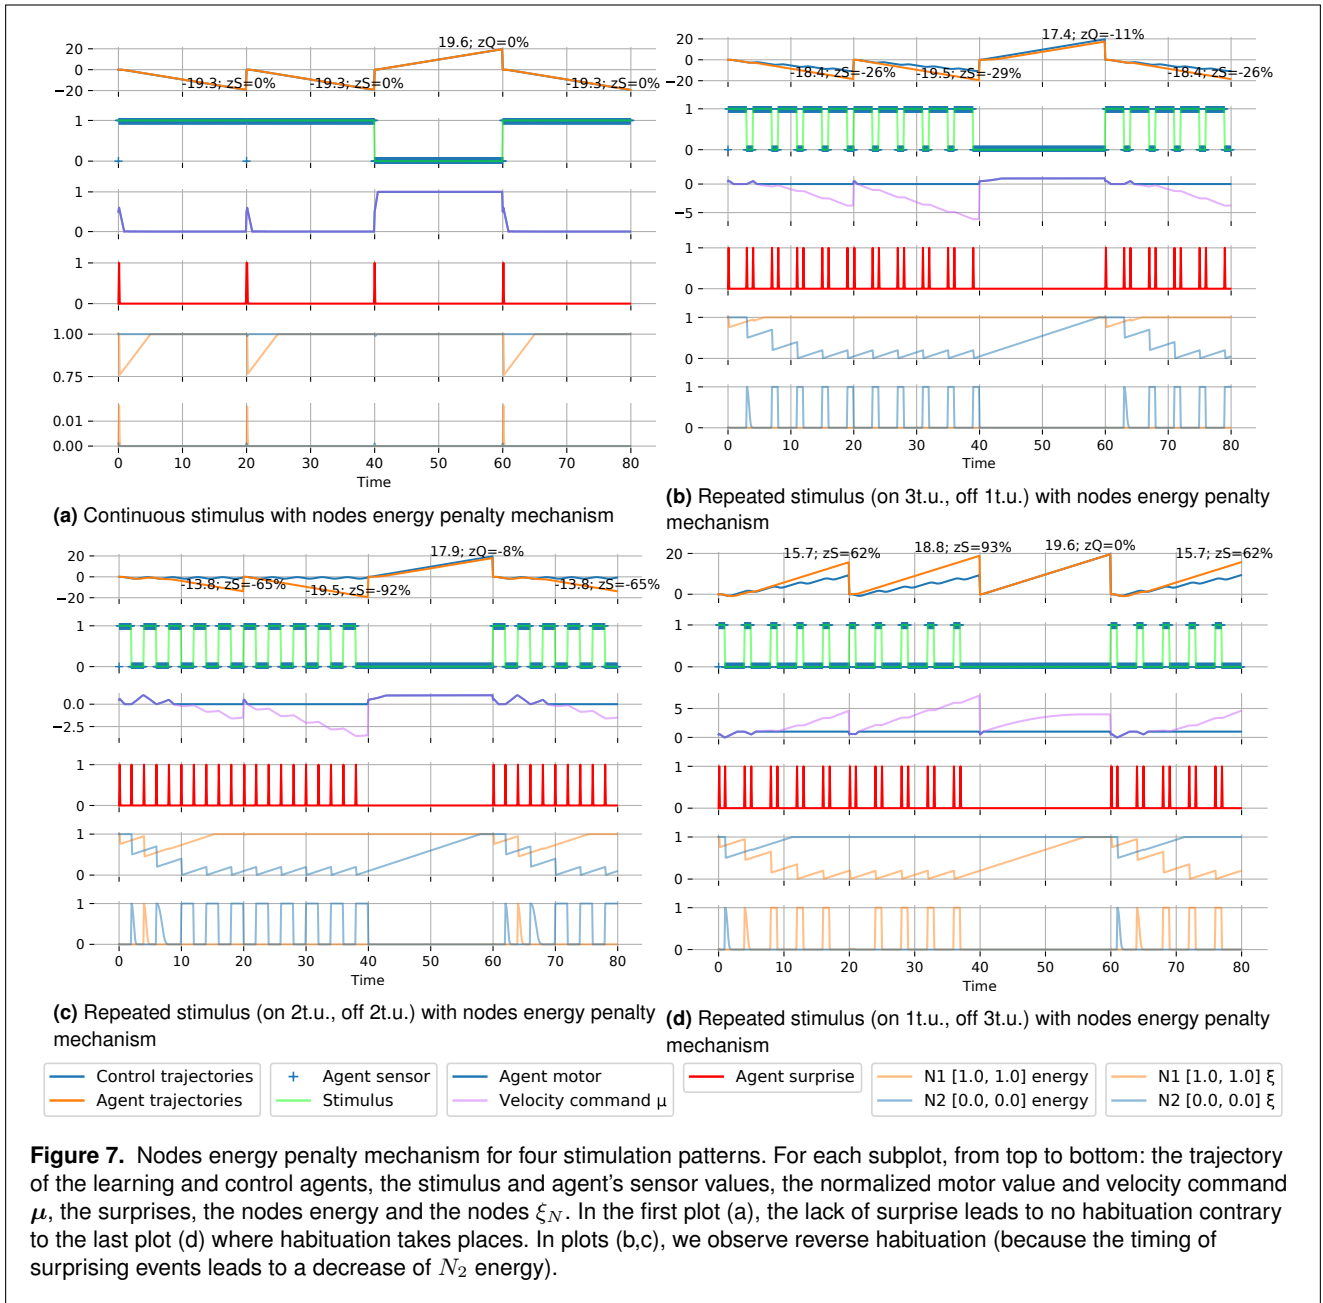 19.6; zQ=0%
20
0
−20
-19.3; zS=0%
-19.3; zS=0%
-19.3; zS=0%
1
0
1
0
1
0
1.00
0.75
0.01
0.00
0 10 20 30 40 50 60 70 80
Time
(a) Continuous stimulus with nodes energy penalty mechanism
17.4; zQ=-11%
20
0
−20
-18.4; zS=-26%
-19.5; zS=-29%
-18.4; zS=-26%
1
0
0
−5
1
0
1
0
1
0
0 10 20 30 40 50 60 70 80
Time
(b) Repeated stimulus (on 3t.u., off 1t.u.) with nodes energy penalty
mechanism
17.9; zQ=-8%
20
0
−20
-13.8; zS=-65%
-19.5; zS=-92%
-13.8; zS=-65%
1
0
0.0
−2.5
1
0
1
0
1
0
0 10 20 30 40 50 60 70 80
Time
(c) Repeated stimulus (on 2t.u., off 2t.u.) with nodes energy penalty
mechanism
20
0
15.7; zS=62%
18.8; zS=93%
19.6; zQ=0%
15.7; zS=62%
1
0
5
0
1
0
1
0
1
0
0 10 20 30 40 50 60 70 80
Time
(d) Repeated stimulus (on 1t.u., off 3t.u.) with nodes energy penalty
mechanism
Control trajectories
Agent trajectories
Agent sensor
Stimulus
Agent motor
Velocity command μ
Agent surprise
N1 [1.0, 1.0] energy
N2 [0.0, 0.0] energy
N1 [1.0, 1.0] ξ
N2 [0.0, 0.0] ξ
Figure 7. Nodes energy penalty mechanism for four stimulation patterns. For each subplot, from top to bottom: the trajectory
of the learning and control agents, the stimulus and agent's sensor values, the normalized motor value and velocity command
μ, the surprises, the nodes energy and the nodes ξN. In the first plot (a), the lack of surprise leads to no habituation contrary
to the last plot (d) where habituation takes places. In plots (b,c), we observe reverse habituation (because the timing of
surprising events leads to a decrease of N2 energy).